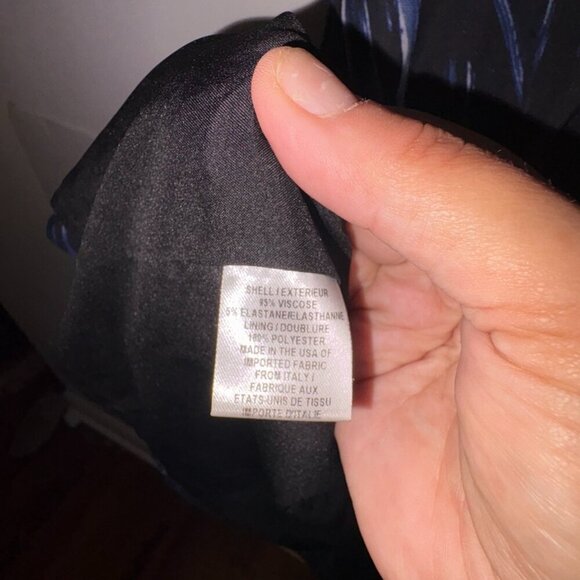 SHELL / EXTERIEUR
95% VISCOSE
5% ELASTANE/ELASTHANNE
LINING / DOUBLURE
100% POLYESTER
MADE IN THE USA OF
IMPORTED FABRIC
FROM ITALY /
FABRIQUE AUX
ETATS-UNIS DE TISSU
IMPORTE D'ITALIE